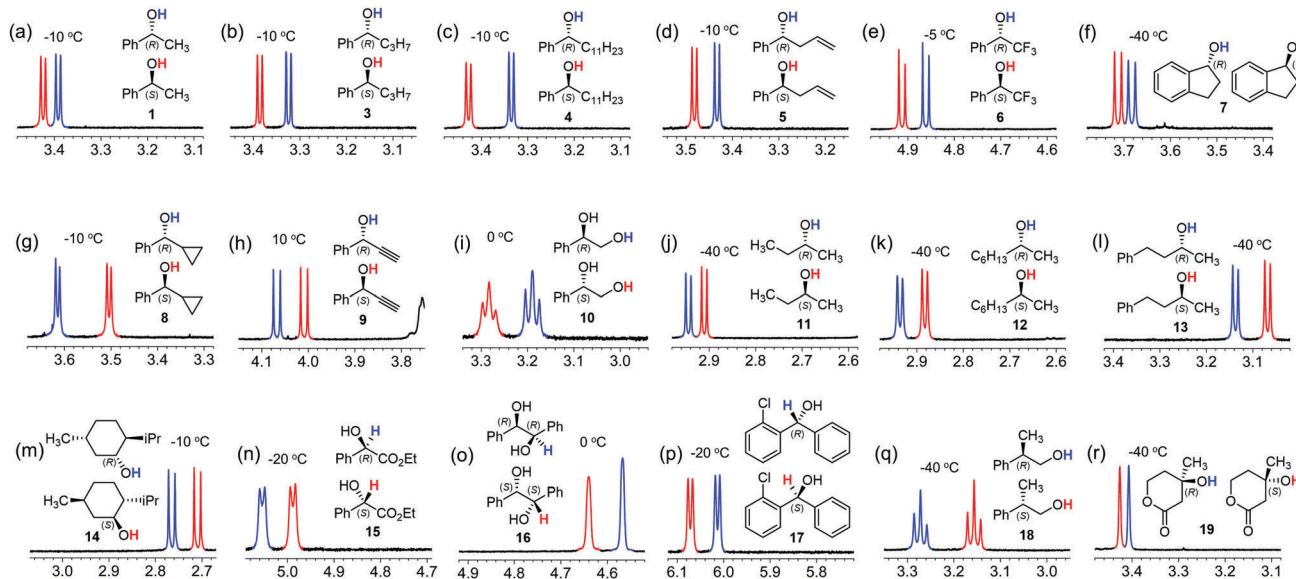 (a) -10 °C OH Ph (R) CH3 OH Ph (S) CH3 1
3.4 3.3 3.2 3.1
(b) -10 °C OH Ph (R) C3H7 OH Ph (S) C3H7 3
3.4 3.3 3.2 3.1
(c) -10 °C OH Ph (R) C11H23 OH Ph (S) C11H23 4
3.4 3.3 3.2 3.1
(d) -10 °C OH Ph (R) OH Ph (S) 5
3.5 3.4 3.3 3.2
(e) -5 °C OH Ph (S) CF3 OH Ph (R) CF3 6
4.9 4.8 4.7 4.6
(f) -40 °C OH (R) 7
3.7 3.6 3.5 3.4
(g) -10 °C OH Ph (R) OH Ph (S) 8
3.6 3.5 3.4 3.3
(h) 10 °C OH Ph (R) OH Ph (S) 9
4.1 4.0 3.9 3.8
(i) 0 °C OH Ph (R) OH OH Ph (S) OH 10
3.3 3.2 3.1 3.0
(j) -40 °C OH H3C (R) CH3 OH H3C (S) CH3 11
2.9 2.8 2.7 2.6
(k) -40 °C OH C6H13 (R) CH3 OH C6H13 (S) CH3 12
2.9 2.8 2.7 2.6
(l) -40 °C OH Ph (R) CH3 OH Ph (S) CH3 13
3.4 3.3 3.2 3.1
(m) -10 °C H3C iPr (R) OH H3C iPr (S) OH 14
3.0 2.9 2.8 2.7
(n) -20 °C HO H Ph (R) CO2Et HO H Ph (S) CO2Et 15
5.0 4.9 4.8 4.7
(o) 0 °C OH Ph (R) (R) Ph HO H OH Ph (S) (S) Ph HO H 16
4.9 4.8 4.7 4.6
(p) -20 °C Cl H OH (R) Cl H OH (S) 17
6.1 6.0 5.9 5.8
(q) -40 °C CH3 Ph (R) OH CH3 Ph (S) OH 18
3.3 3.2 3.1 3.0
(r) -40 °C CH3 OH (R) O O CH3 OH (S) O O 19
3.4 3.3 3.2 3.1